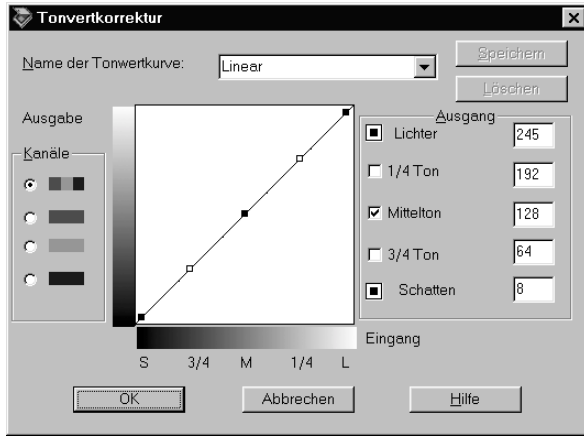 Tonvertkorrektur
Name der Tonwertkurve:
Linear
Speichern
Löschen
Ausgabe
Kanäle
Ausgang
Lichter 245
1/4 Ton 192
Mittelton 128
3/4 Ton 64
Schatten 8
Eingang
S 3/4 M 1/4 L
OK Abbrechen Hilfe